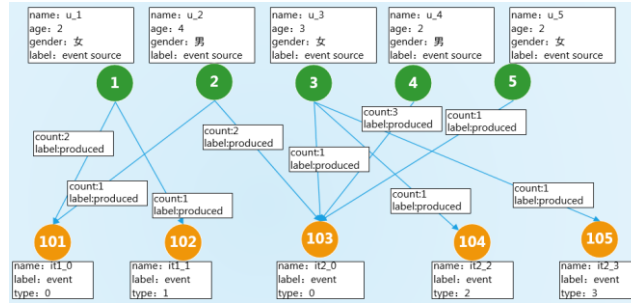 name：u_1
age：2
gender：女
label：event source
name：u_2
age：4
gender：男
label：event source
name：u_3
age：3
gender：女
label：event source
name：u_4
age：2
gender：男
label：event source
name：u_5
age：2
gender：女
label：event source
1
2
3
4
5
count:2
label:produced
count:2
label:produced
count:3
label:produced
count:1
label:produced
count:1
label:produced
count:1
label:produced
count:1
label:produced
count:1
label:produced
count:1
label:produced
101
102
103
104
105
name：it1_0
label：event
type：0
name：it1_1
label：event
type：1
name：it2_0
label：event
type：0
name：it2_2
label：event
type：2
name：it2_3
label：event
type：3